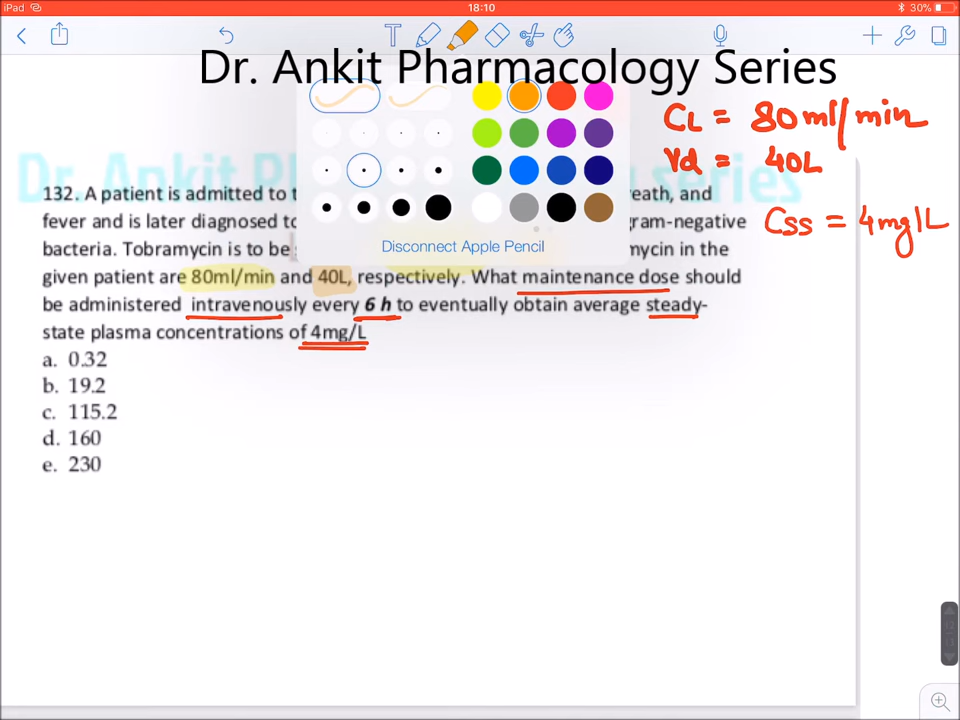 iPad 18:10 30%
T
Dr. Ankit Pharmacology Series
CL = 80ml/min
Vd = 40L
Css = 4mg/L
Dr. Ankit Pharmacology series
132. A patient is admitted to t eath, and
fever and is later diagnosed to gram-negative
bacteria. Tobramycin is to be mycin in the
Disconnect Apple Pencil
given patient are 80ml/min and 40L, respectively. What maintenance dose should
be administered intravenously every 6 h to eventually obtain average steady-
state plasma concentrations of 4mg/L
a. 0.32
b. 19.2
c. 115.2
d. 160
e. 230